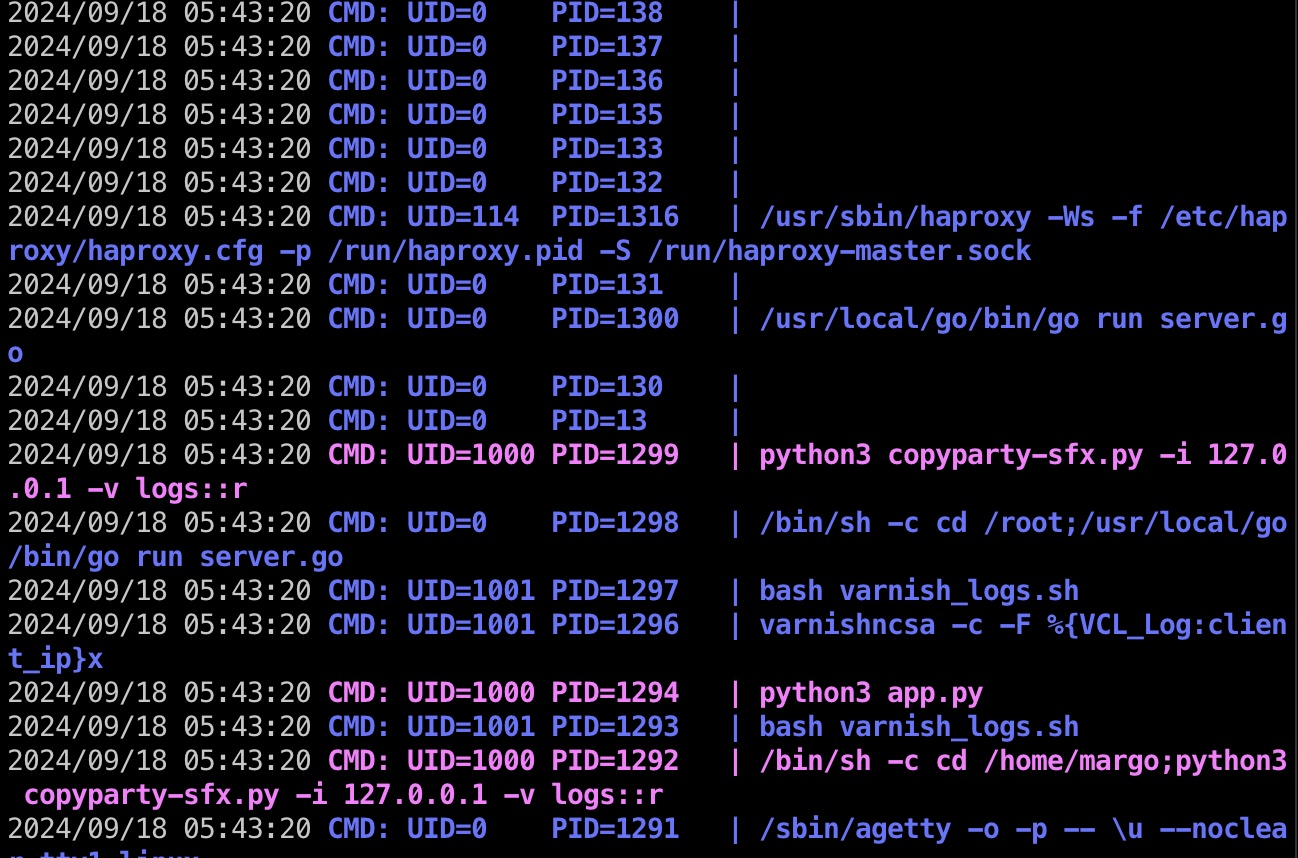 2024/09/18 05:43:20 CMD: UID=0    PID=138    |
2024/09/18 05:43:20 CMD: UID=0    PID=137    |
2024/09/18 05:43:20 CMD: UID=0    PID=136    |
2024/09/18 05:43:20 CMD: UID=0    PID=135    |
2024/09/18 05:43:20 CMD: UID=0    PID=133    |
2024/09/18 05:43:20 CMD: UID=0    PID=132    |
2024/09/18 05:43:20 CMD: UID=114  PID=1316   | /usr/sbin/haproxy -Ws -f /etc/hap
roxy/haproxy.cfg -p /run/haproxy.pid -S /run/haproxy-master.sock
2024/09/18 05:43:20 CMD: UID=0    PID=131    |
2024/09/18 05:43:20 CMD: UID=0    PID=1300   | /usr/local/go/bin/go run server.g
o
2024/09/18 05:43:20 CMD: UID=0    PID=130    |
2024/09/18 05:43:20 CMD: UID=0    PID=13     |
2024/09/18 05:43:20 CMD: UID=1000 PID=1299   | python3 copyparty-sfx.py -i 127.0
.0.1 -v logs::r
2024/09/18 05:43:20 CMD: UID=0    PID=1298   | /bin/sh -c cd /root;/usr/local/go
/bin/go run server.go
2024/09/18 05:43:20 CMD: UID=1001 PID=1297   | bash varnish_logs.sh
2024/09/18 05:43:20 CMD: UID=1001 PID=1296   | varnishncsa -c -F %{VCL_Log:clien
t_ip}x
2024/09/18 05:43:20 CMD: UID=1000 PID=1294   | python3 app.py
2024/09/18 05:43:20 CMD: UID=1001 PID=1293   | bash varnish_logs.sh
2024/09/18 05:43:20 CMD: UID=1000 PID=1292   | /bin/sh -c cd /home/margo;python3
 copyparty-sfx.py -i 127.0.0.1 -v logs::r
2024/09/18 05:43:20 CMD: UID=0    PID=1291   | /sbin/agetty -o -p -- \u --noclea